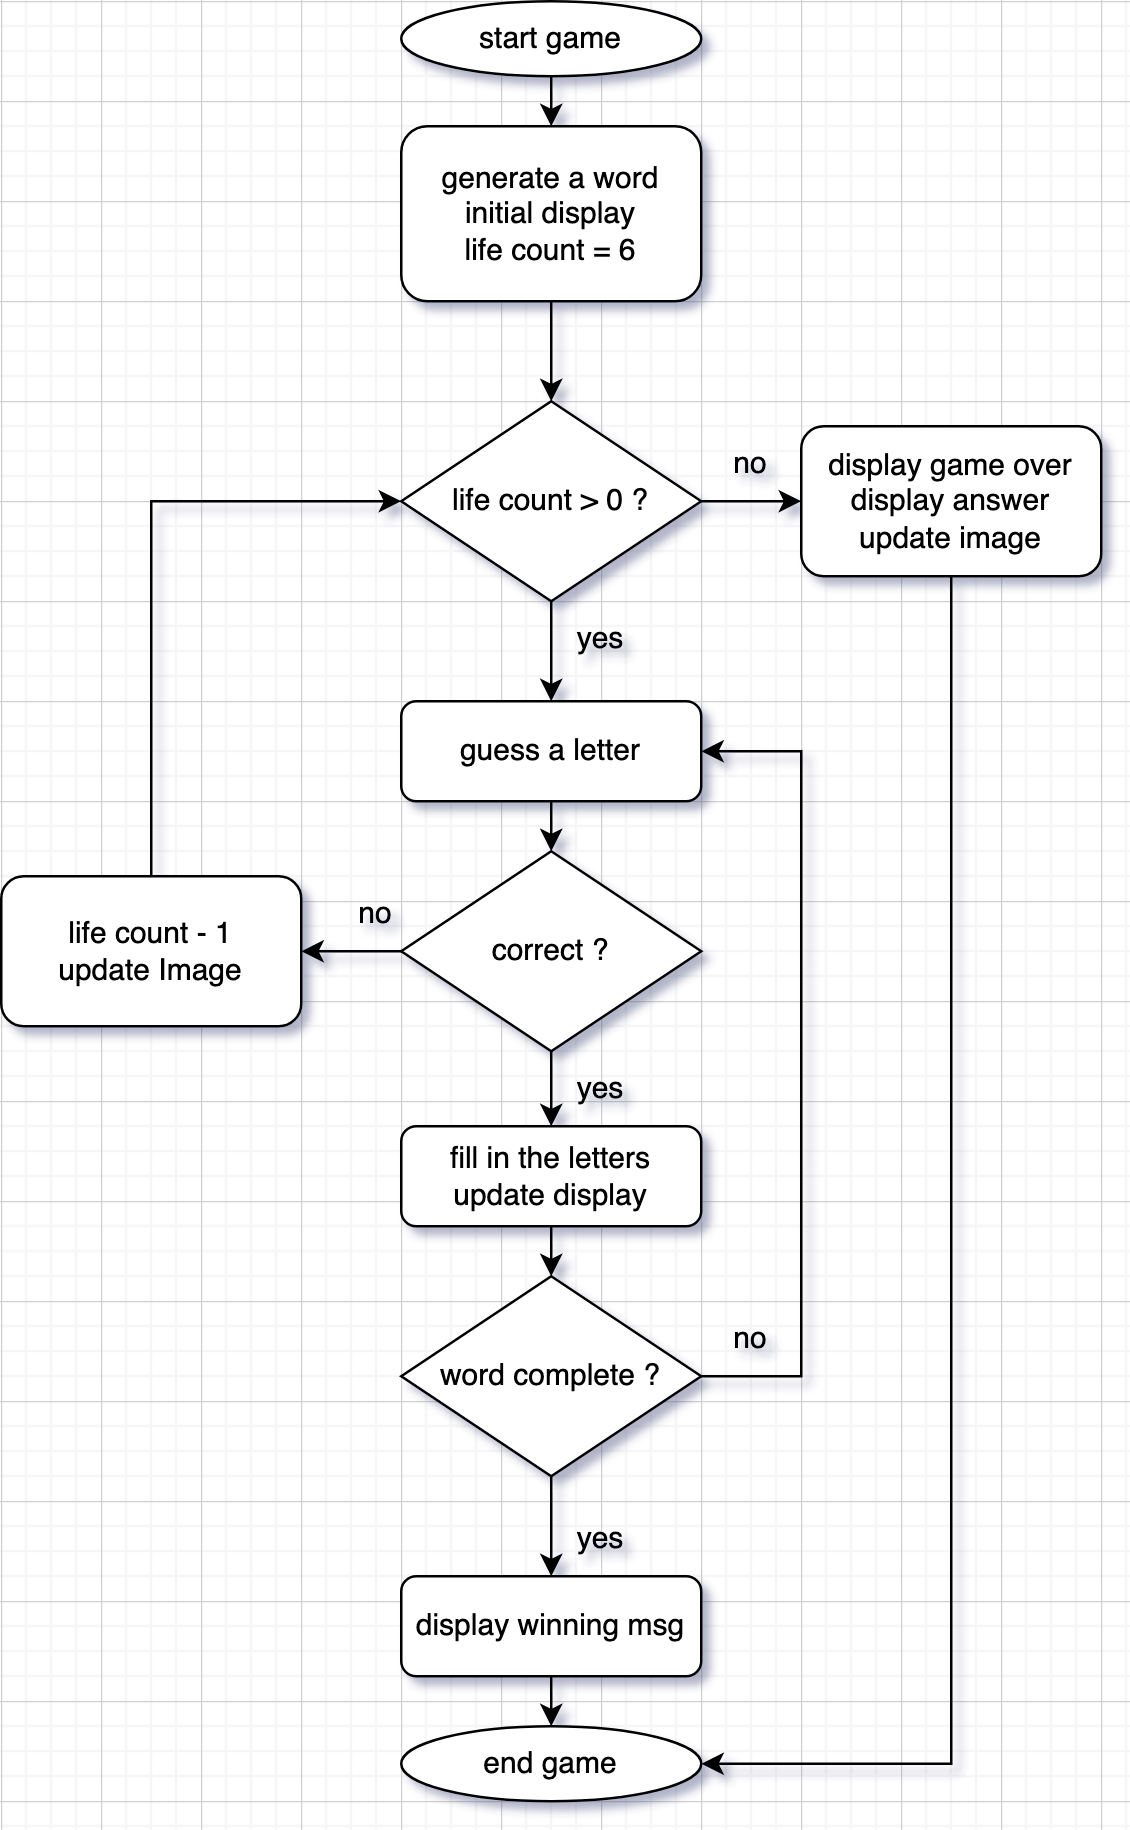 start game
generate a word
initial display
life count = 6
life count > 0 ?
no
display game over
display answer
update image
yes
guess a letter
correct ?
no
life count - 1
update Image
yes
fill in the letters
update display
word complete ?
no
yes
display winning msg
end game